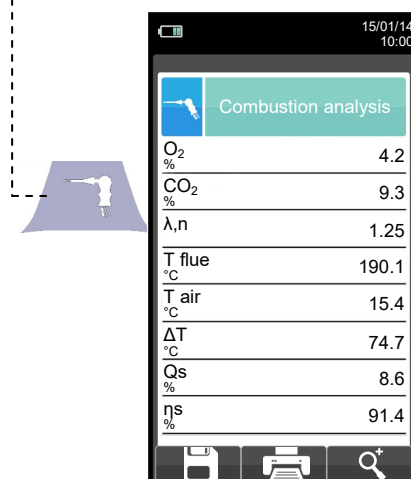 15/01/14
10:00
Combustion analysis
O₂
% 4.2
CO₂
% 9.3
λ,n 1.25
T flue
°C 190.1
T air
°C 15.4
ΔT
°C 74.7
Qs
% 8.6
ηs
% 91.4